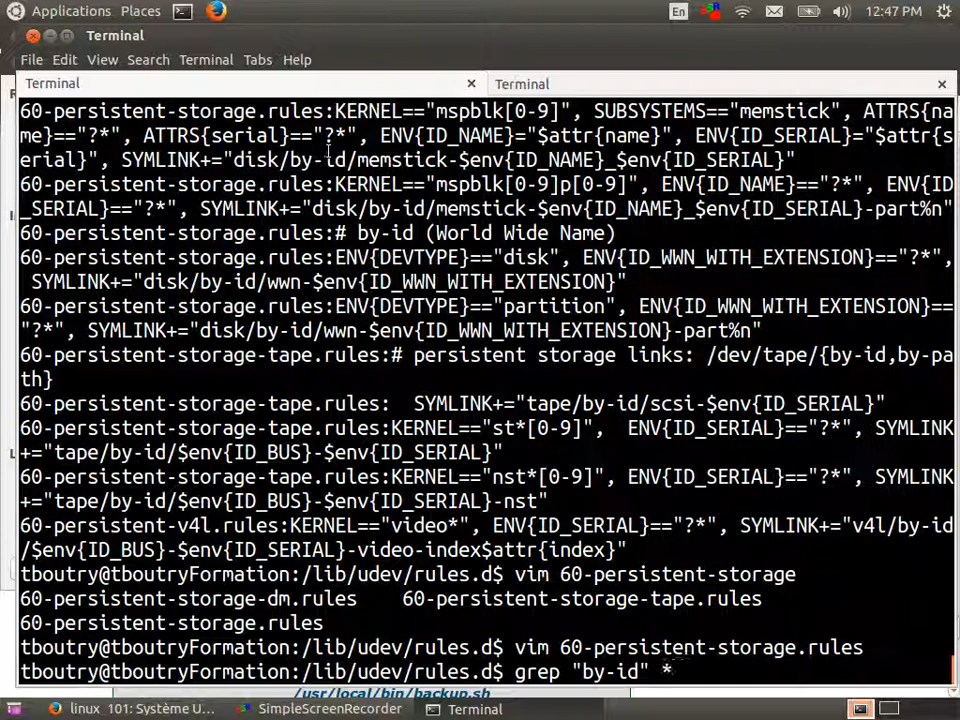 Applications Places En 12:47 PM
Terminal
File Edit View Search Terminal Tabs Help
Terminal × Terminal ×
60-persistent-storage.rules:KERNEL=="mspblk[0-9]", SUBSYSTEMS=="memstick", ATTRS{na
me}=="?*", ATTRS{serial}=="?*", ENV{ID_NAME}="$attr{name}", ENV{ID_SERIAL}="$attr{s
erial}", SYMLINK+="disk/by-id/memstick-$env{ID_NAME}_$env{ID_SERIAL}"
60-persistent-storage.rules:KERNEL=="mspblk[0-9]p[0-9]", ENV{ID_NAME}=="?*", ENV{ID
_SERIAL}=="?*", SYMLINK+="disk/by-id/memstick-$env{ID_NAME}_$env{ID_SERIAL}-part%n"
60-persistent-storage.rules:# by-id (World Wide Name)
60-persistent-storage.rules:ENV{DEVTYPE}=="disk", ENV{ID_WWN_WITH_EXTENSION}=="?*",
SYMLINK+="disk/by-id/wwn-$env{ID_WWN_WITH_EXTENSION}"
60-persistent-storage.rules:ENV{DEVTYPE}=="partition", ENV{ID_WWN_WITH_EXTENSION}==
"?*", SYMLINK+="disk/by-id/wwn-$env{ID_WWN_WITH_EXTENSION}-part%n"
60-persistent-storage-tape.rules:# persistent storage links: /dev/tape/{by-id,by-pa
th}
60-persistent-storage-tape.rules:  SYMLINK+="tape/by-id/scsi-$env{ID_SERIAL}"
60-persistent-storage-tape.rules:KERNEL=="st*[0-9]",  ENV{ID_SERIAL}=="?*", SYMLINK
+="tape/by-id/$env{ID_BUS}-$env{ID_SERIAL}"
60-persistent-storage-tape.rules:KERNEL=="nst*[0-9]", ENV{ID_SERIAL}=="?*", SYMLINK
+="tape/by-id/$env{ID_BUS}-$env{ID_SERIAL}-nst"
60-persistent-v4l.rules:KERNEL=="video*", ENV{ID_SERIAL}=="?*", SYMLINK+="v4l/by-id
/$env{ID_BUS}-$env{ID_SERIAL}-video-index$attr{index}"
tboutry@tboutryFormation:/lib/udev/rules.d$ vim 60-persistent-storage
60-persistent-storage-dm.rules    60-persistent-storage-tape.rules
60-persistent-storage.rules
tboutry@tboutryFormation:/lib/udev/rules.d$ vim 60-persistent-storage.rules
tboutry@tboutryFormation:/lib/udev/rules.d$ grep "by-id" *
/usr/local/bin/backup.sh
linux_101: Système U... SimpleScreenRecorder Terminal